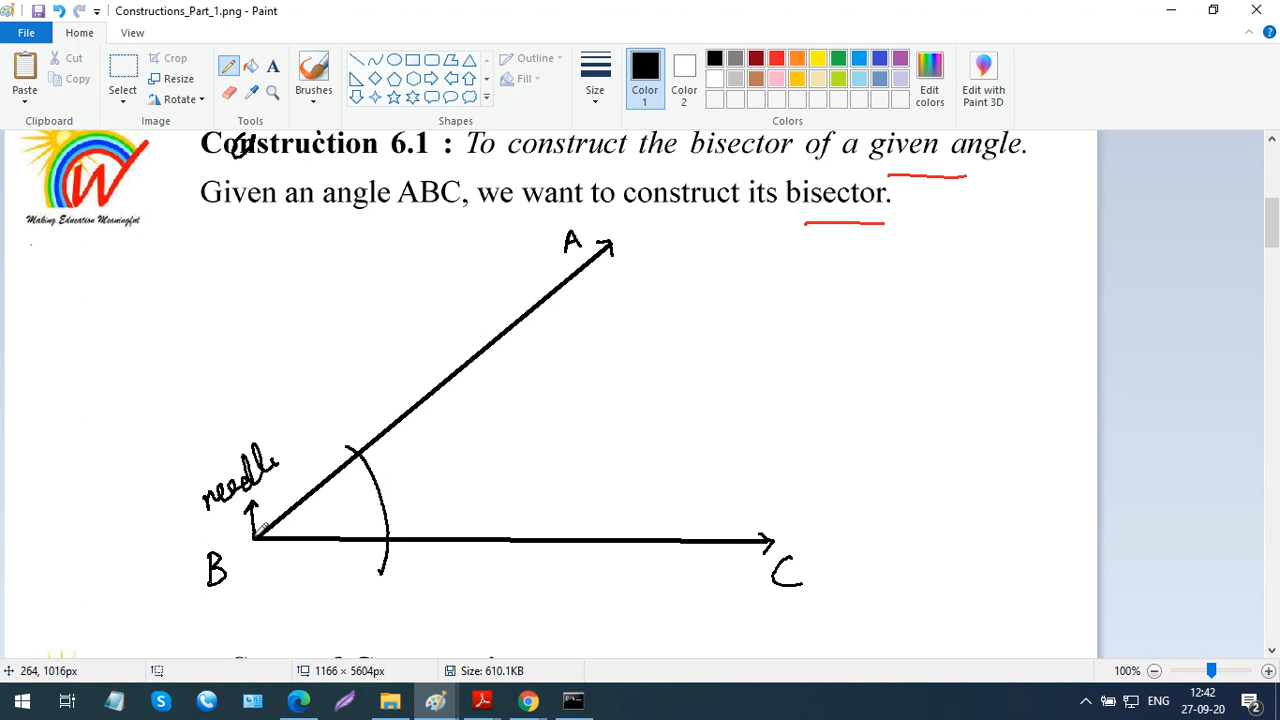 Constructions_Part_1.png - Paint
File Home View
Paste Cut Copy Clipboard
Select Crop Resize Rotate Image
Tools
Brushes
Shapes
Outline Fill
Size
Color 1
Color 2
Colors
Edit colors
Edit with Paint 3D
Construction 6.1 : To construct the bisector of a given angle.
Given an angle ABC, we want to construct its bisector.
W
Making Education Meaningful
A
needle
B
C
264, 1016px 1166 × 5604px Size: 610.1KB 100%
ENG 12:42
27-09-20
2